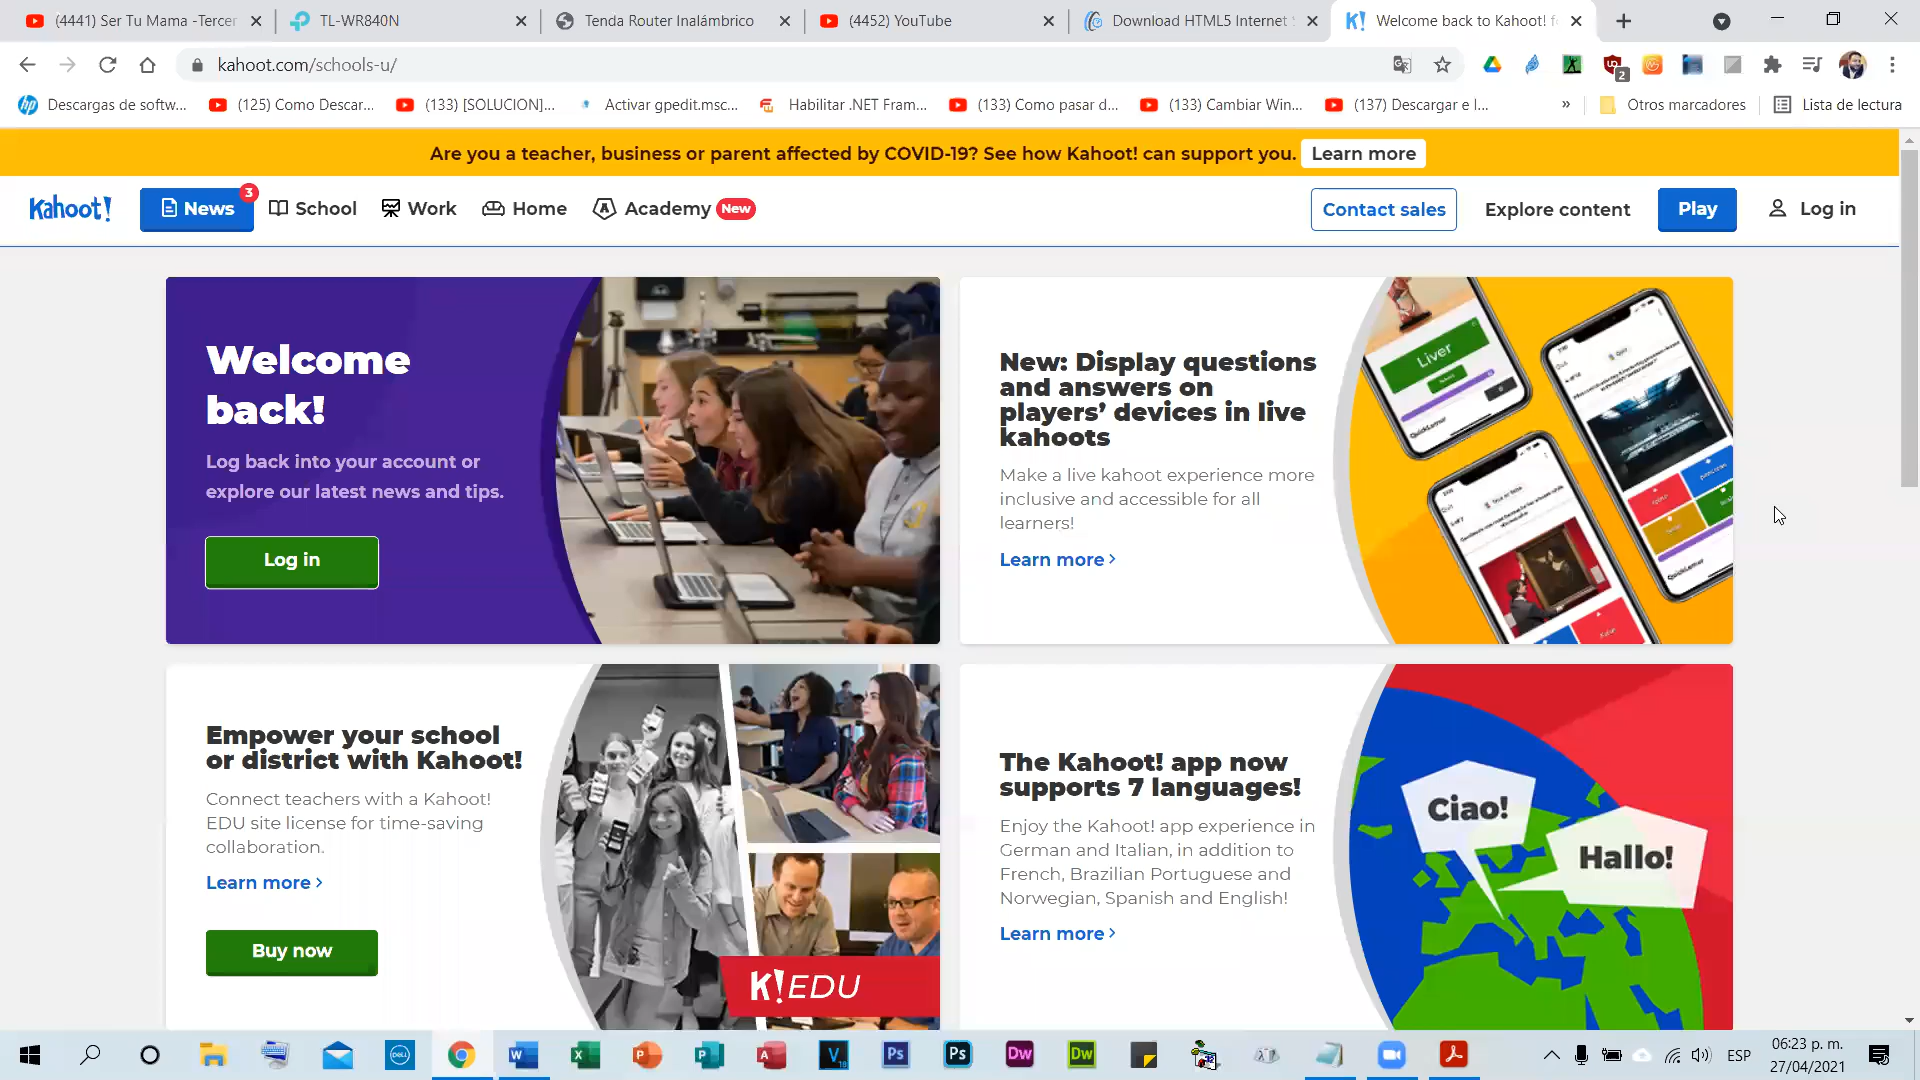 (4441) Ser Tu Mama -Tercer
TL-WR840N
Tenda Router Inalámbrico
(4452) YouTube
Download HTML5 Internet
Welcome back to Kahoot! f
kahoot.com/schools-u/
2
Descargas de softw...
(125) Como Descar...
(133) [SOLUCION]...
Activar gpedit.msc...
Habilitar .NET Fram...
(133) Como pasar d...
(133) Cambiar Win...
(137) Descargar e I...
»
Otros marcadores
Lista de lectura
Are you a teacher, business or parent affected by COVID-19? See how Kahoot! can support you.
Learn more
Kahoot!
News
3
School
Work
Home
Academy
New
Contact sales
Explore content
Play
Log in
Welcome
back!
Log back into your account or
explore our latest news and tips.
Log in
New: Display questions
and answers on
players’ devices in live
kahoots
Make a live kahoot experience more
inclusive and accessible for all
learners!
Learn more ›
Liver
Empower your school
or district with Kahoot!
Connect teachers with a Kahoot!
EDU site license for time-saving
collaboration.
Learn more ›
Buy now
K!EDU
The Kahoot! app now
supports 7 languages!
Enjoy the Kahoot! app experience in
German and Italian, in addition to
French, Brazilian Portuguese and
Norwegian, Spanish and English!
Learn more ›
Ciao!
Hallo!
ESP
06:23 p. m.
27/04/2021